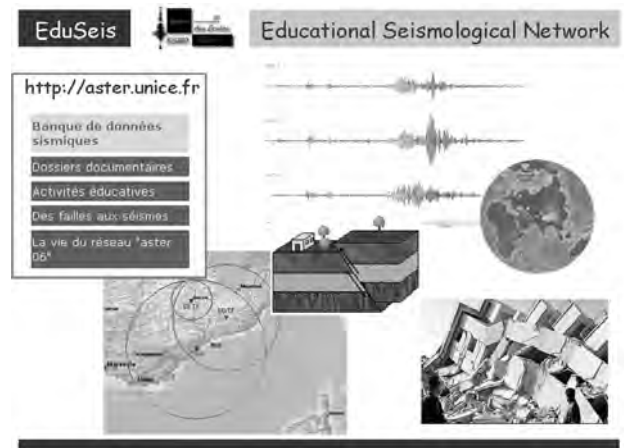 EduSeis
Educational Seismological Network
http://aster.unice.fr
Banque de données
sismiques
Dossiers documentaires
Activités éducatives
Des failles aux séismes
La vie du réseau "aster
06"